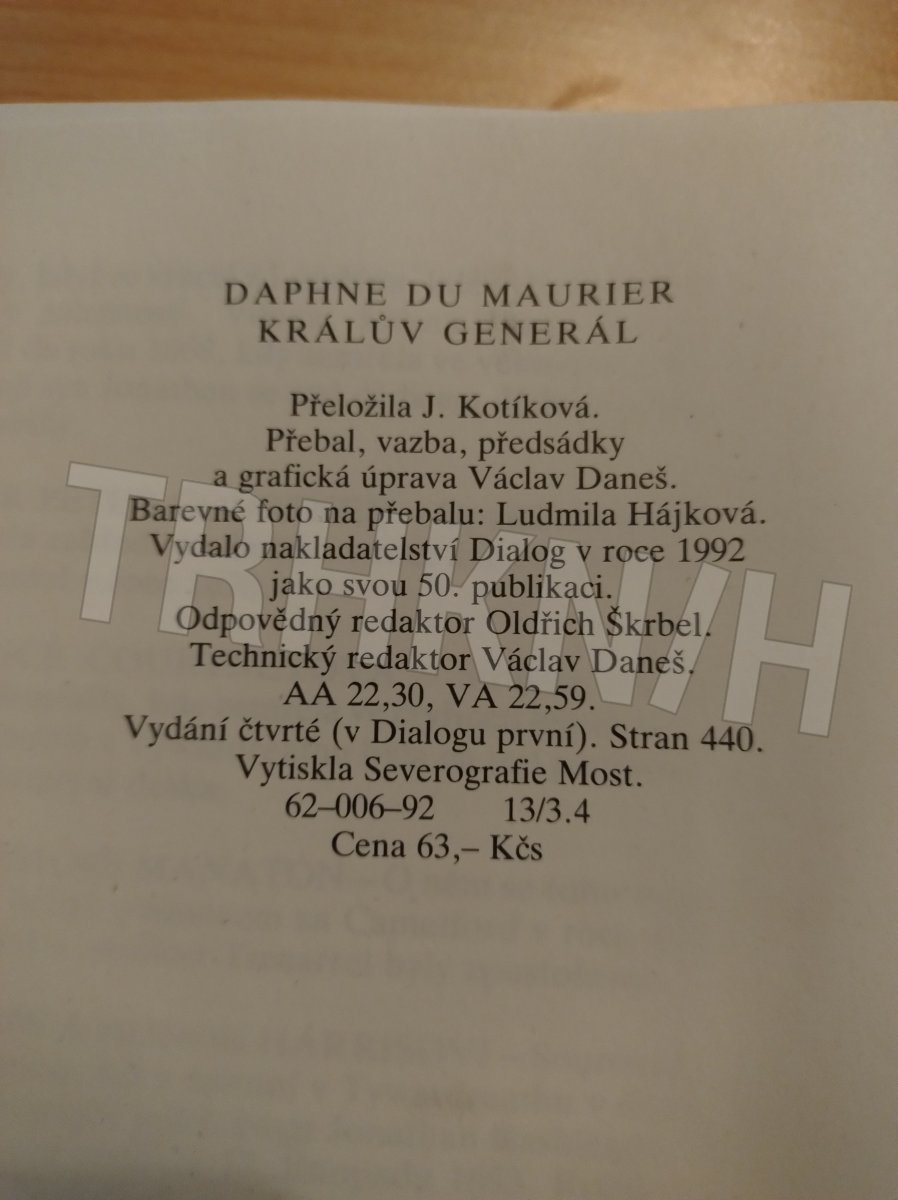 DAPHNE DU MAURIER
KRÁLŮV GENERÁL
Přeložila J. Kotíková.
Přebal, vazba, předsádky
a grafická úprava Václav Daneš.
Barevné foto na přebalu: Ludmila Hájková.
Vydalo nakladatelství Dialog v roce 1992
jako svou 50. publikaci.
Odpovědný redaktor Oldřich Škrbel.
Technický redaktor Václav Daneš.
AA 22,30, VA 22,59.
Vydání čtvrté (v Dialogu první). Stran 440.
Vytiskla Severografie Most.
62–006–92 13/3.4
Cena 63,– Kčs
TRHKNIH